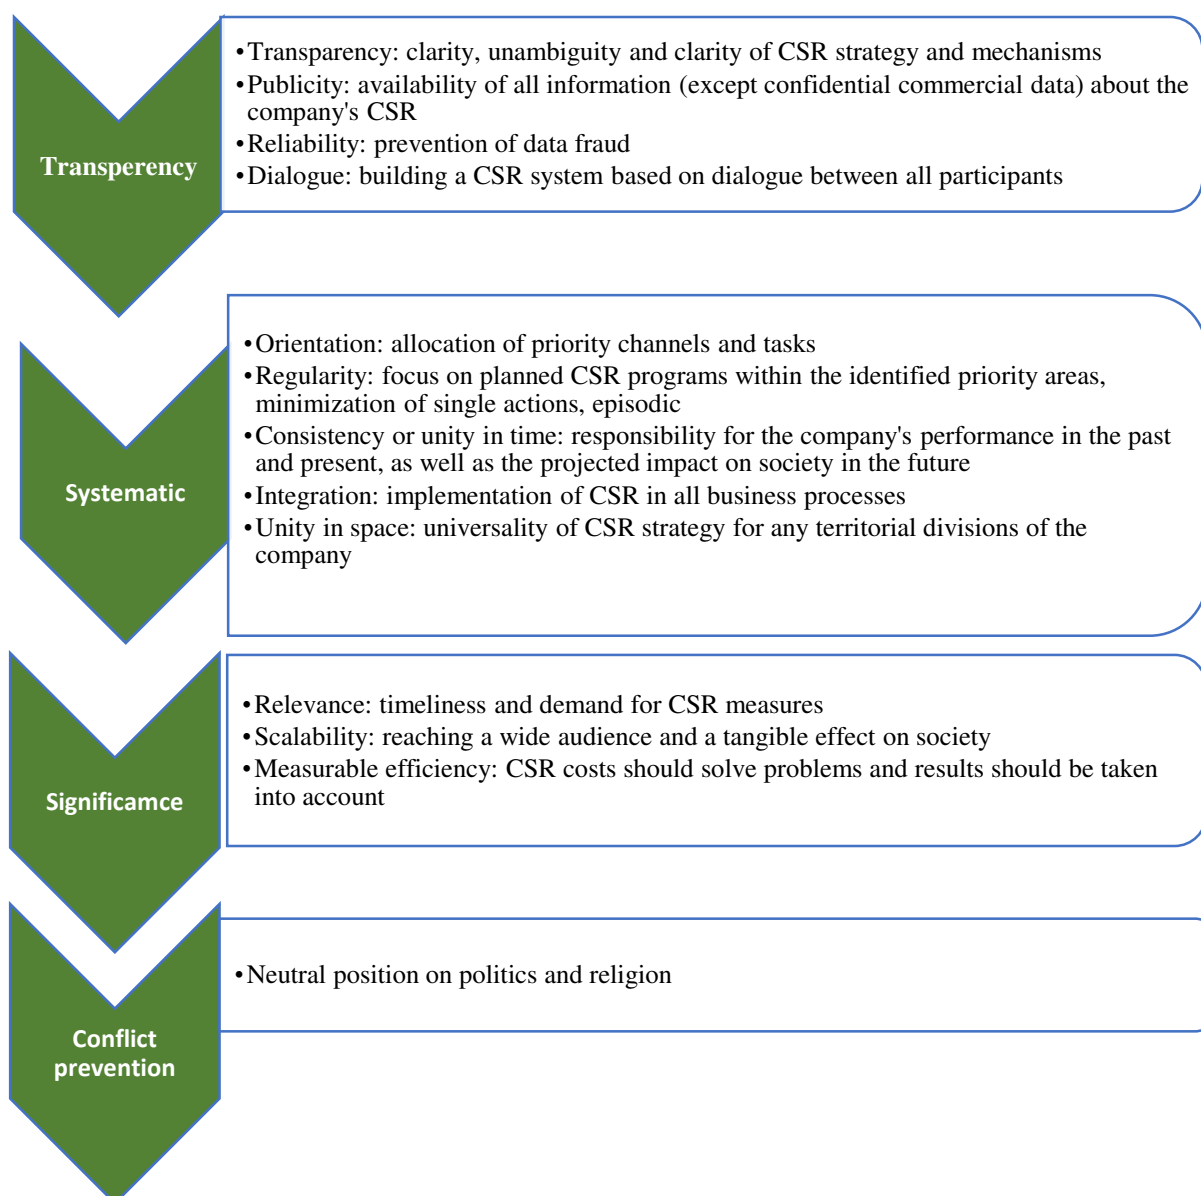 Transperency
•Transparency: clarity, unambiguity and clarity of CSR strategy and mechanisms
•Publicity: availability of all information (except confidential commercial data) about the
company's CSR
•Reliability: prevention of data fraud
•Dialogue: building a CSR system based on dialogue between all participants
Systematic
•Orientation: allocation of priority channels and tasks
•Regularity: focus on planned CSR programs within the identified priority areas,
minimization of single actions, episodic
•Consistency or unity in time: responsibility for the company's performance in the past
and present, as well as the projected impact on society in the future
•Integration: implementation of CSR in all business processes
•Unity in space: universality of CSR strategy for any territorial divisions of the
company
Significamce
•Relevance: timeliness and demand for CSR measures
•Scalability: reaching a wide audience and a tangible effect on society
•Measurable efficiency: CSR costs should solve problems and results should be taken
into account
Conflict
prevention
•Neutral position on politics and religion